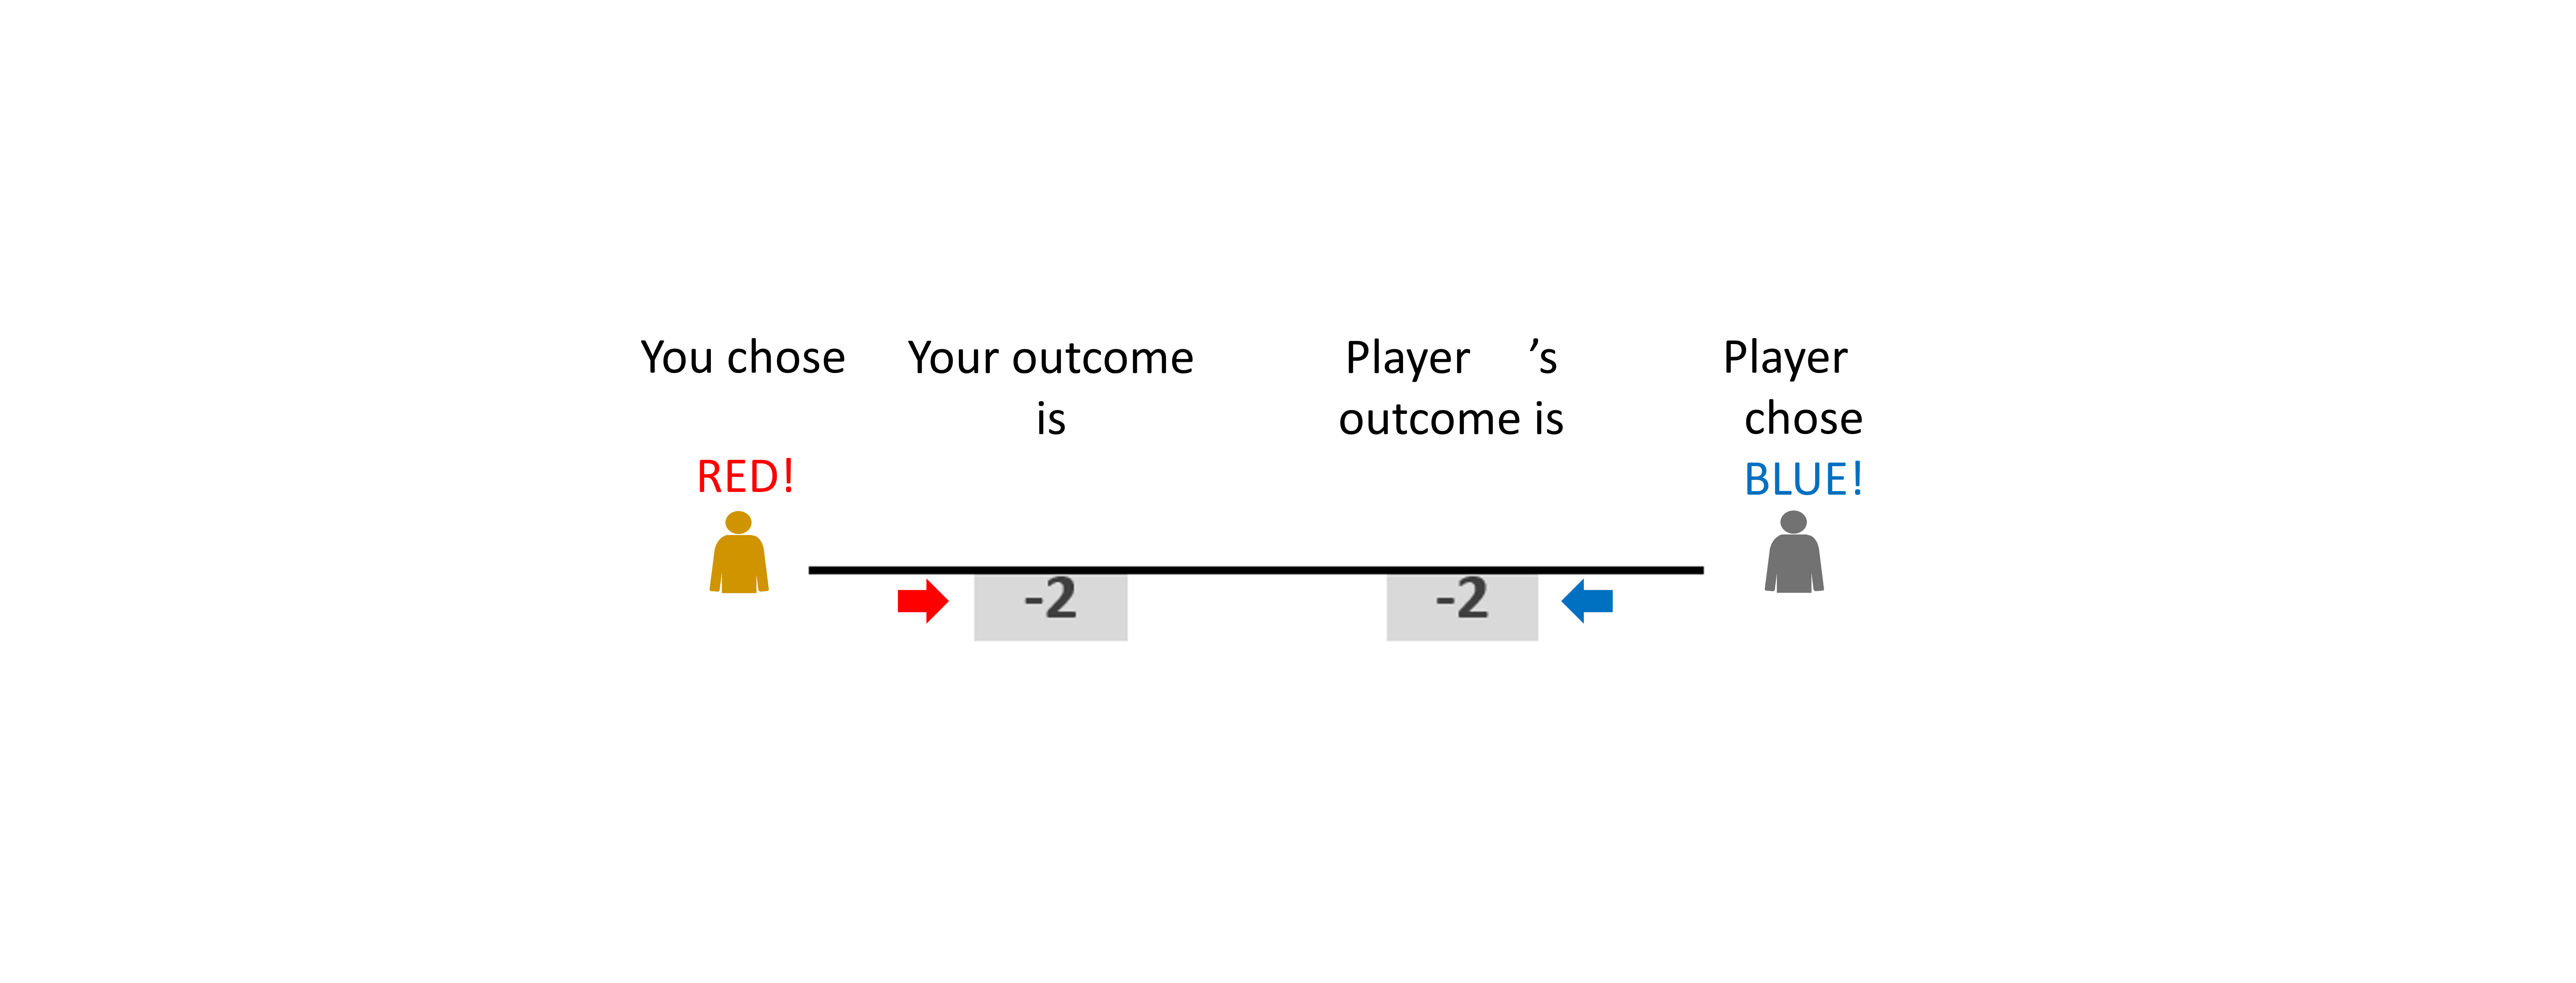 You chose
RED!
Your outcome
is
-2
Player ’s
outcome is
-2
Player
chose
BLUE!